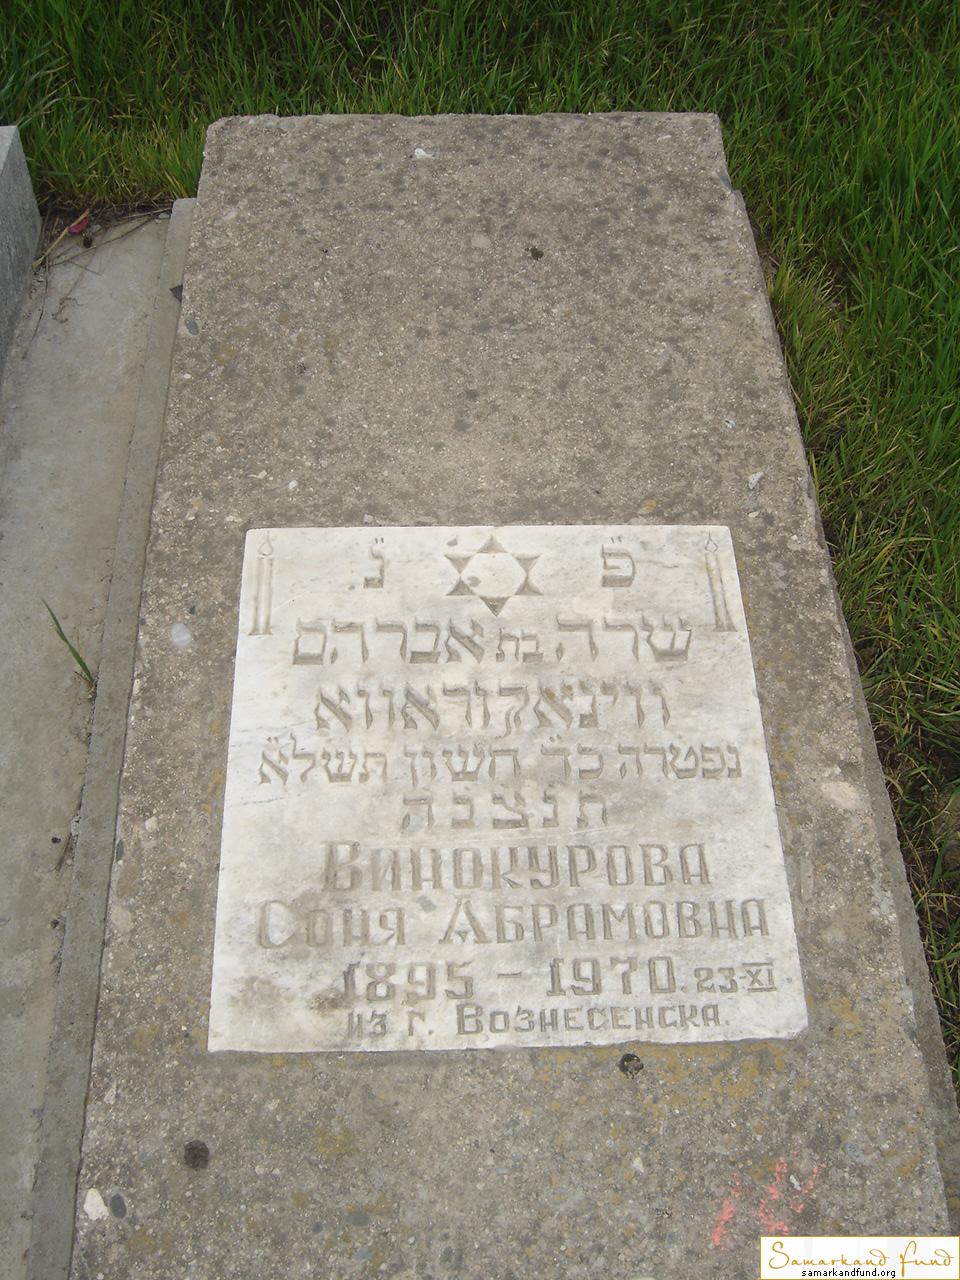 פ״ נ״
שרה בת אברהם
ווינאקוראווא
נפטרה כ״ד חשון תשל״א
תנצבה
Винокурова
Соня Абрамовна
1895 – 1970. 23-XI
из г. Вознесенска.
Samarkand fund
samarkandfund.org